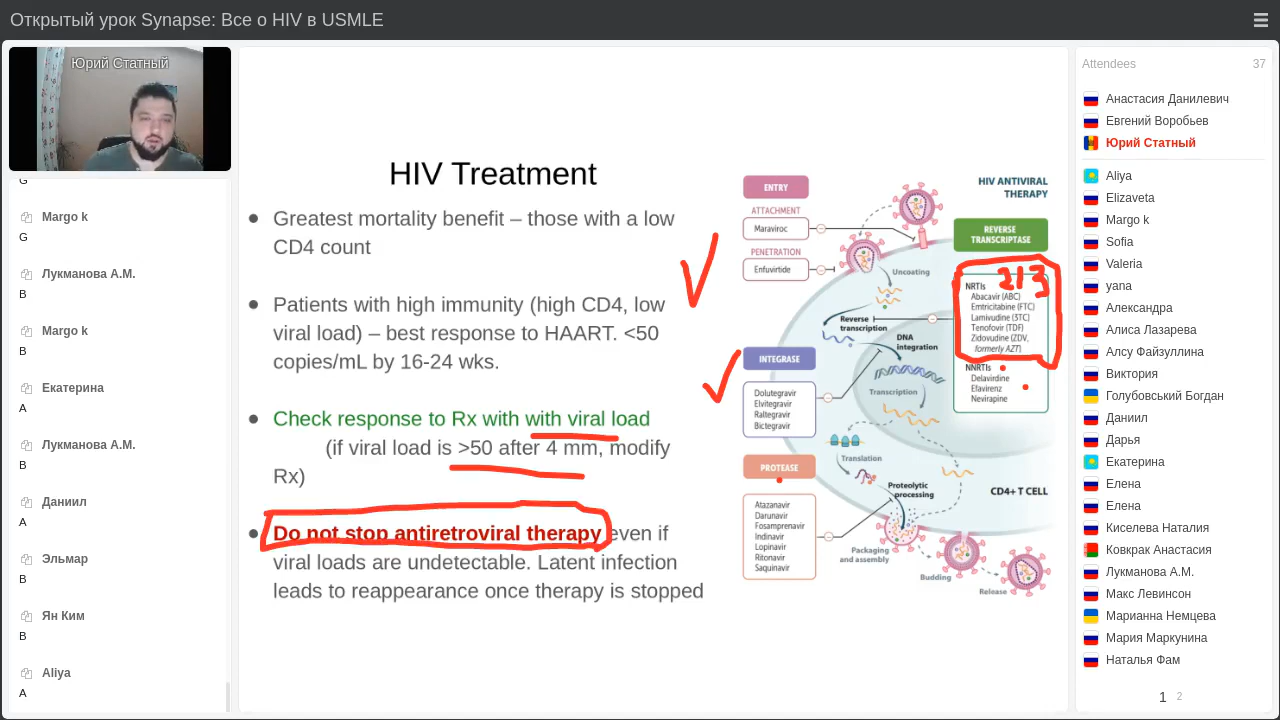 Открытый урок Synapse: Все о HIV в USMLE
Юрий Статный
G
Margo k
G
Лукманова А.М.
B
Margo k
B
Екатерина
A
Лукманова А.М.
B
Даниил
A
Эльмар
B
Ян Ким
B
Aliya
A
HIV Treatment
Greatest mortality benefit – those with a low
CD4 count
Patients with high immunity (high CD4, low
viral load) – best response to HAART. <50
copies/mL by 16-24 wks.
Check response to Rx with with viral load
(if viral load is >50 after 4 mm, modify
Rx)
Do not stop antiretroviral therapy even if
viral loads are undetectable. Latent infection
leads to reappearance once therapy is stopped
HIV ANTIVIRAL
THERAPY
ENTRY
ATTACHMENT
Maraviroc
PENETRATION
Enfuvirtide
REVERSE
TRANSCRIPTASE
2/3
NRTIs
Abacavir (ABC)
Emtricitabine (FTC)
Lamivudine (3TC)
Tenofovir (TDF)
Zidovudine (ZDV,
formerly AZT)
NNRTIs
Delavirdine
Efavirenz
Nevirapine
Uncoating
Reverse
transcription
DNA
integration
INTEGRASE
Dolutegravir
Elvitegravir
Raltegravir
Bictegravir
Transcription
Translation
PROTEASE
Atazanavir
Darunavir
Fosamprenavir
Indinavir
Lopinavir
Ritonavir
Saquinavir
Proteolytic
processing
CD4+ T CELL
Packaging
and assembly
Budding
Release
Attendees 37
Анастасия Данилевич
Евгений Воробьев
Юрий Статный
Aliya
Elizaveta
Margo k
Sofia
Valeria
yana
Александра
Алиса Лазарева
Алсу Файзуллина
Виктория
Голубовський Богдан
Даниил
Дарья
Екатерина
Елена
Елена
Киселева Наталия
Ковкрак Анастасия
Лукманова А.М.
Макс Левинсон
Марианна Немцева
Мария Маркунина
Наталья Фам
1 2